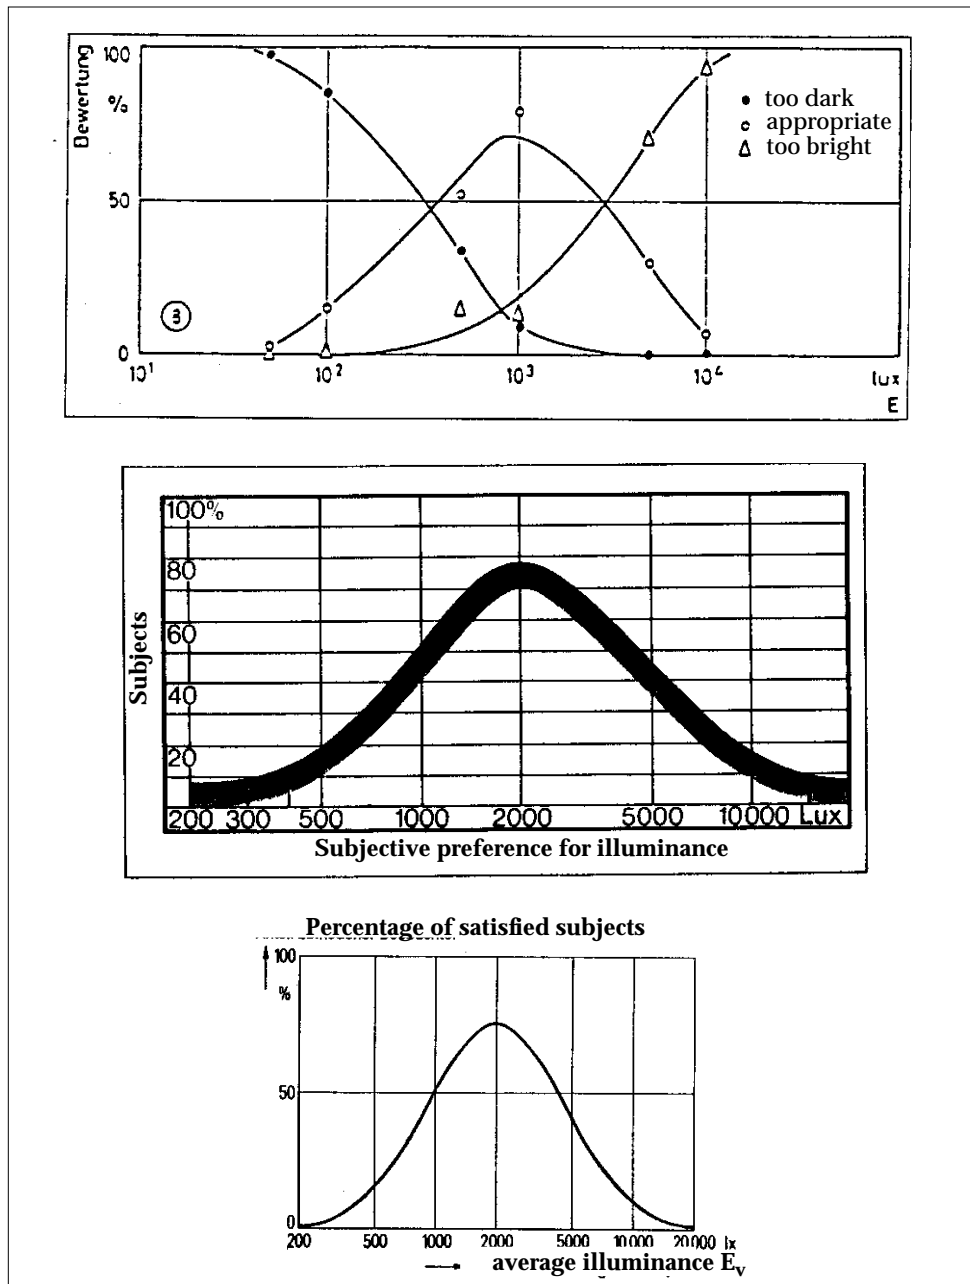 Bewertung
100
%
50
0
• too dark
o appropriate
Δ too bright
3
10¹ 10² 10³ 10⁴ lux
E
100%
80
60
40
20
Subjects
200 300 500 1000 2000 5000 10000 Lux
Subjective preference for illuminance
Percentage of satisfied subjects
100
%
50
0
200 500 1000 2000 5000 10000 20000 lx
average illuminance Eᵥ